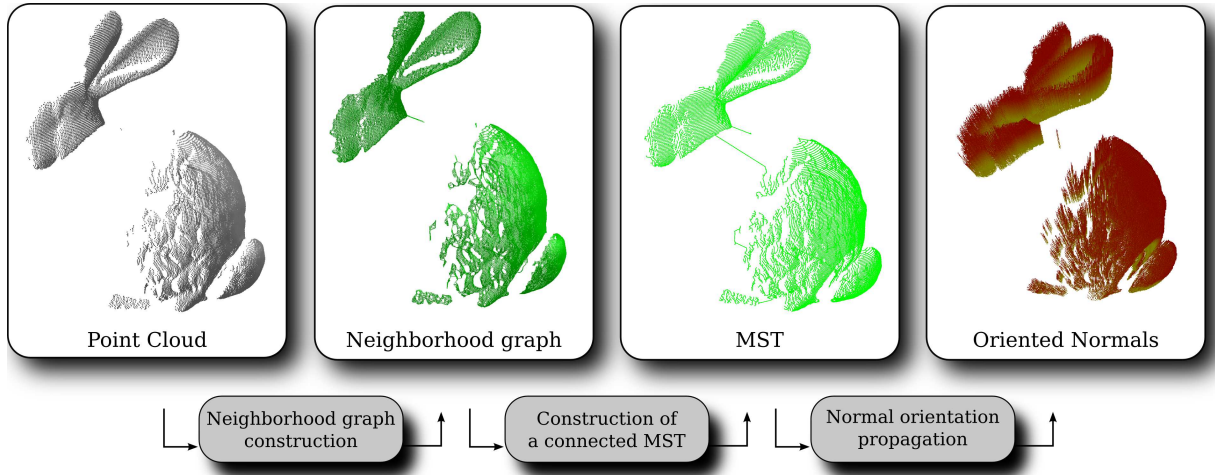 Point Cloud
Neighborhood graph
MST
Oriented Normals
Neighborhood graph
construction
Construction of
a connected MST
Normal orientation
propagation